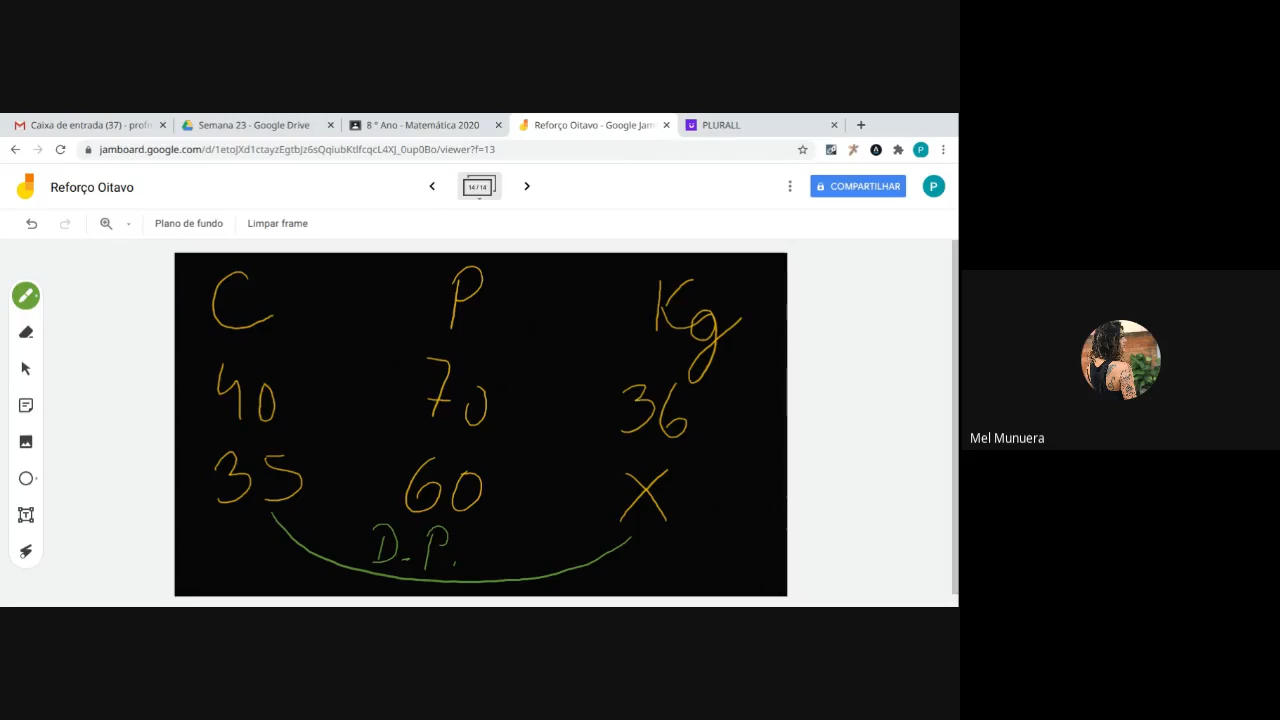 Caixa de entrada (37) - profm
Semana 23 - Google Drive
8 º Ano - Matemática 2020
Reforço Oitavo - Google Jam
PLURALL
jamboard.google.com/d/1etoJXd1ctayzEgtbJz6sQqiubKtlfcqcL4XJ_0up0Bo/viewer?f=13
P
Reforço Oitavo
14 / 14
COMPARTILHAR
P
Plano de fundo
Limpar frame
C P Kg
40 70 36
35 60 X
D.P.
Mel Munuera